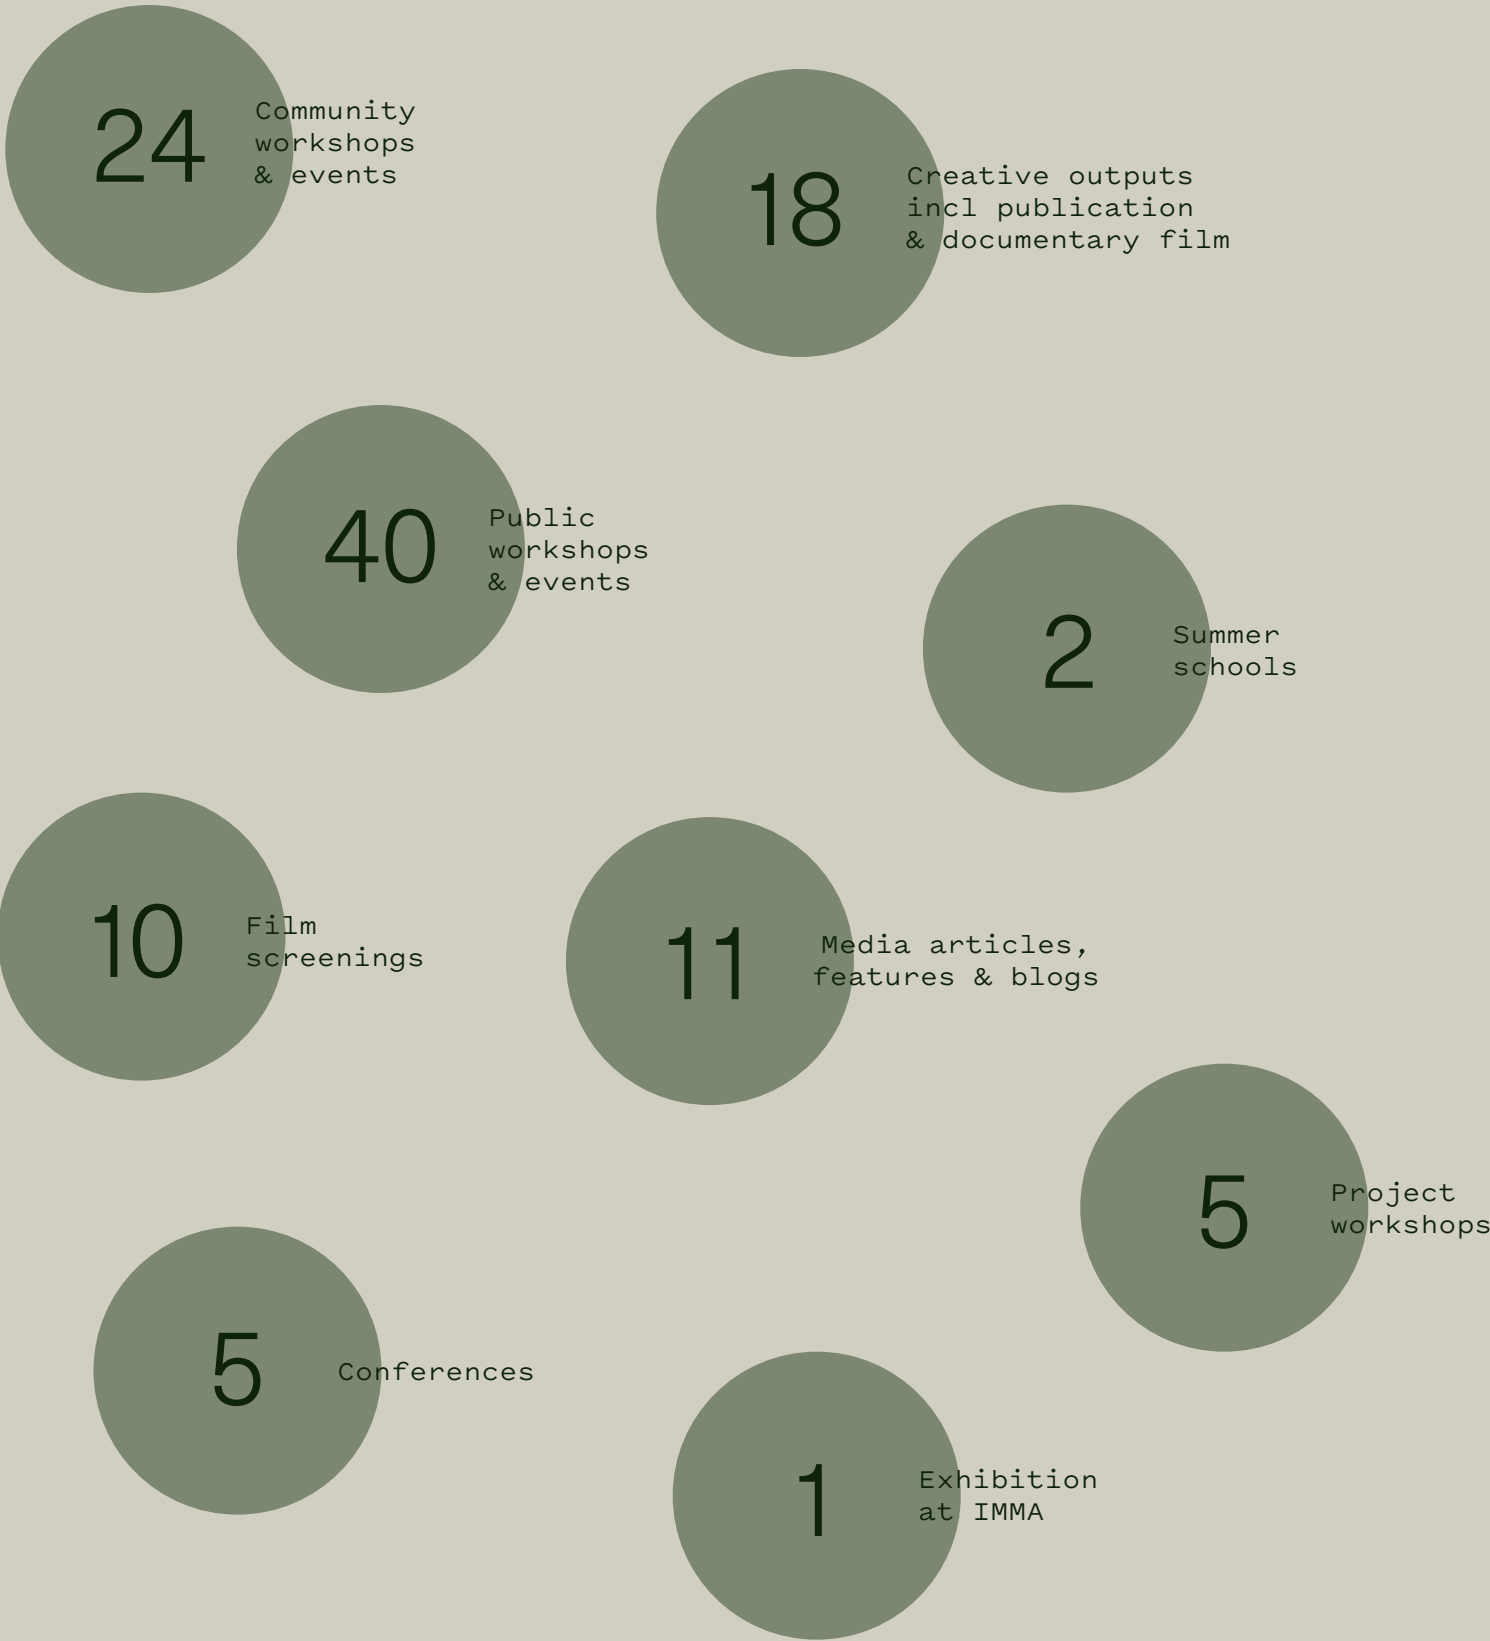 24
Community
workshops
& events
18
Creative outputs
incl publication
& documentary film
40
Public
workshops
& events
2
Summer
schools
10
Film
screenings
11
Media articles,
features & blogs
5
Project
workshops
5
Conferences
1
Exhibition
at IMMA